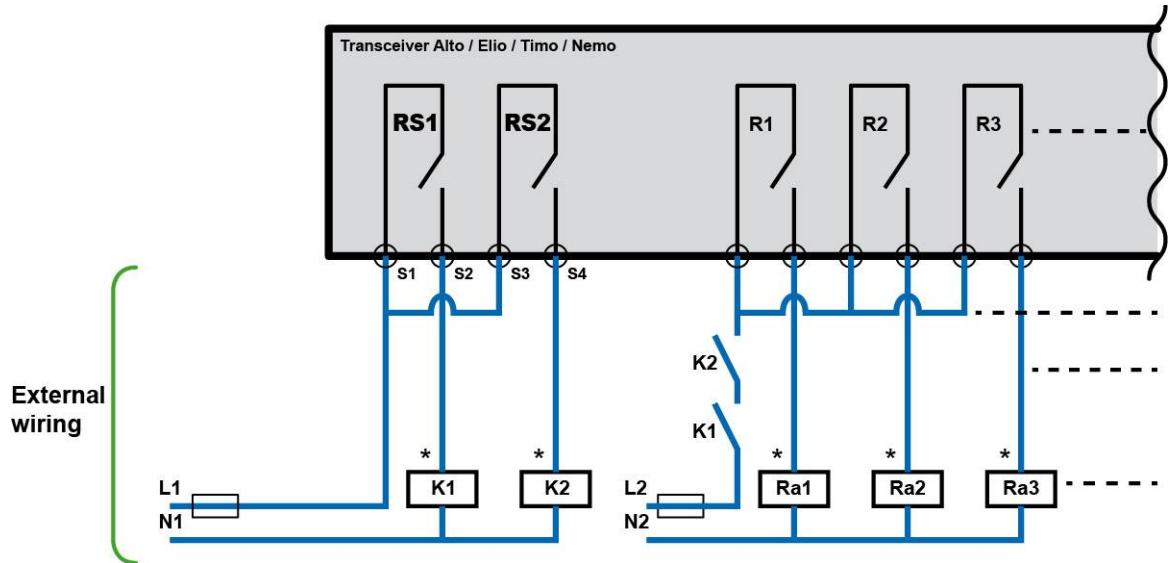 Transceiver Alto / Elio / Timo / Nemo
RS1
RS2
R1
R2
R3
S1
S2
S3
S4
External
wiring
K2
K1
*
*
*
*
*
L1
K1
K2
L2
Ra1
Ra2
Ra3
N1
N2